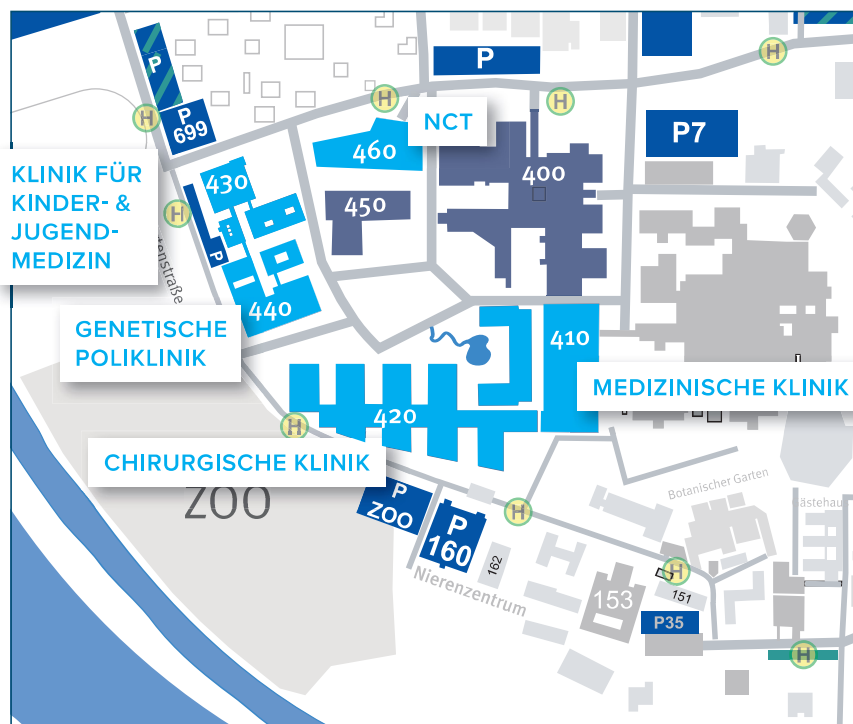 P
H
P
H
H
P
699
H
NCT
P7
KLINIK FÜR
KINDER- &
JUGEND-
MEDIZIN
460
400
430
450
H
P
440
GENETISCHE
POLIKLINIK
410
MEDIZINISCHE KLINIK
420
H
CHIRURGISCHE KLINIK
ZOO
P
ZOO
P
160
H
Botanischer Garten
Gästehaus
162
Nierenzentrum
H
151
153
P35
H